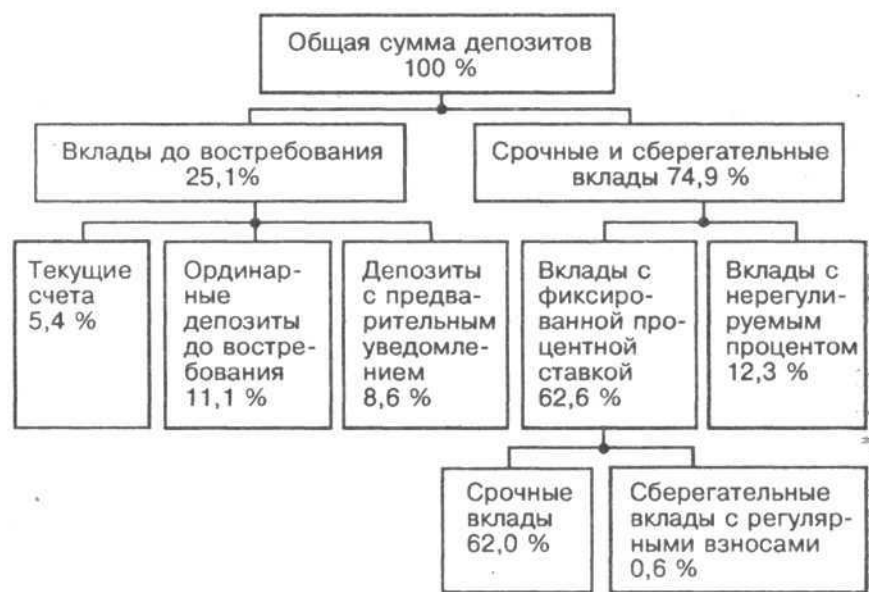 Общая сумма депозитов
100 %
Вклады до востребования
25,1%
Срочные и сберегательные
вклады 74,9 %
Текущие
счета
5,4 %
Ординар-
ные
депозиты
до востре-
бования
11,1 %
Депозиты
с предва-
рительным
уведомле-
нием
8,6 %
Вклады с
фиксиро-
ванной про-
центной
ставкой
62,6 %
Вклады с
нерегули-
руемым
процентом
12,3 %
Срочные
вклады
62,0 %
Сберегательные
вклады с регуляр-
ными взносами
0,6 %